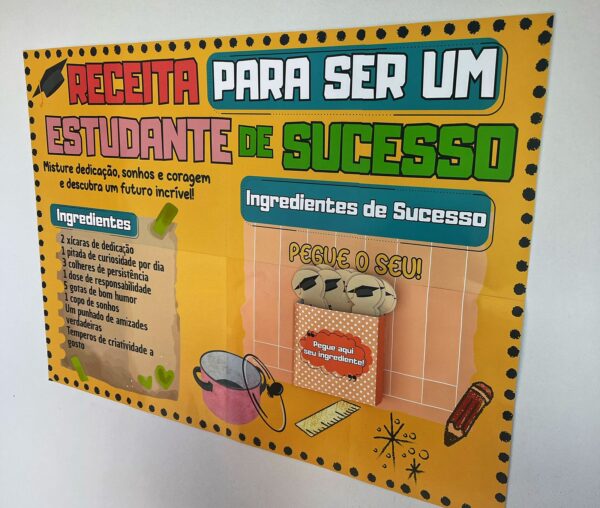 RECEITA PARA SER UM
ESTUDANTE DE SUCESSO
Misture dedicação, sonhos e coragem
e descubra um futuro incrível!
Ingredientes
2 xícaras de dedicação
1 pitada de curiosidade por dia
3 colheres de persistência
1 dose de responsabilidade
5 gotas de bom humor
1 copo de sonhos
Um punhado de amizades
verdadeiras
Temperos de criatividade a
gosto
Ingredientes de Sucesso
PEGUE O SEU!
Pegue aqui
seu ingrediente!